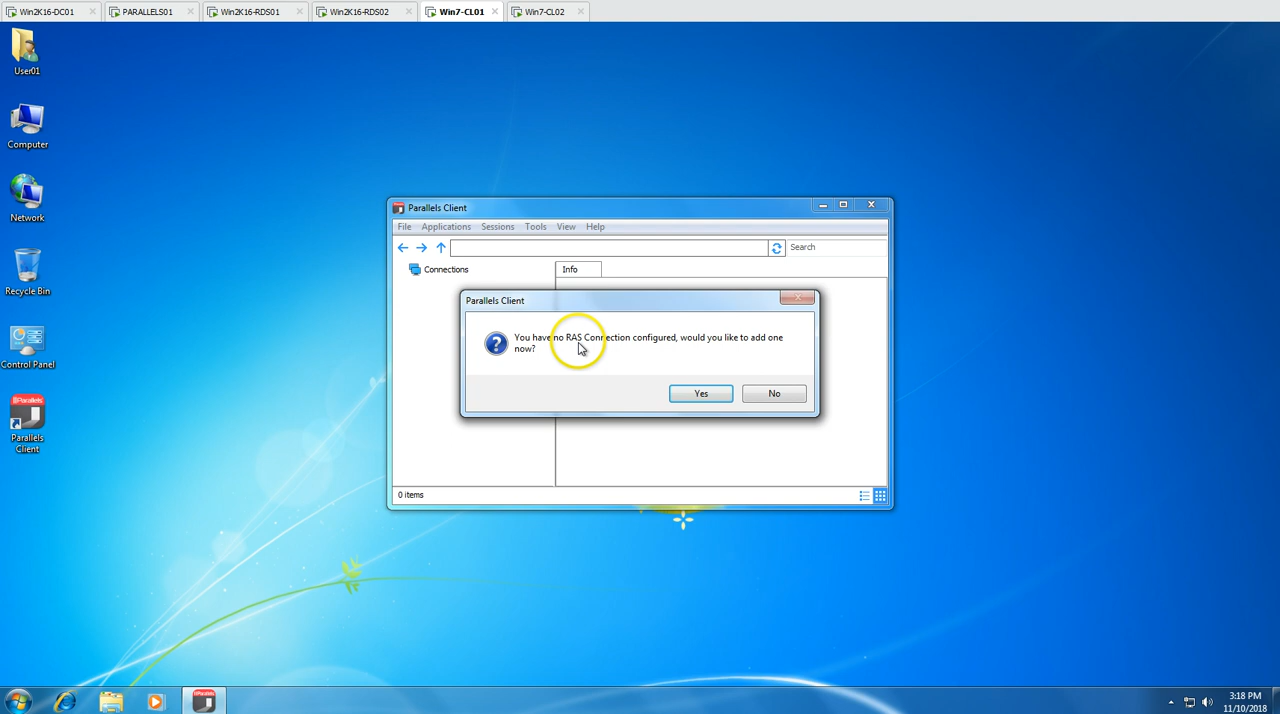 Win2K16-DC01
PARALLELS01
Win2K16-RDS01
Win2K16-RDS02
Win7-CL01
Win7-CL02
User01
Computer
Network
Recycle Bin
Control Panel
Parallels
Client
Parallels Client
File Applications Sessions Tools View Help
Search
Connections
Info
Parallels Client
You have no RAS Connection configured, would you like to add one
now?
Yes
No
0 items
3:18 PM
11/10/2018